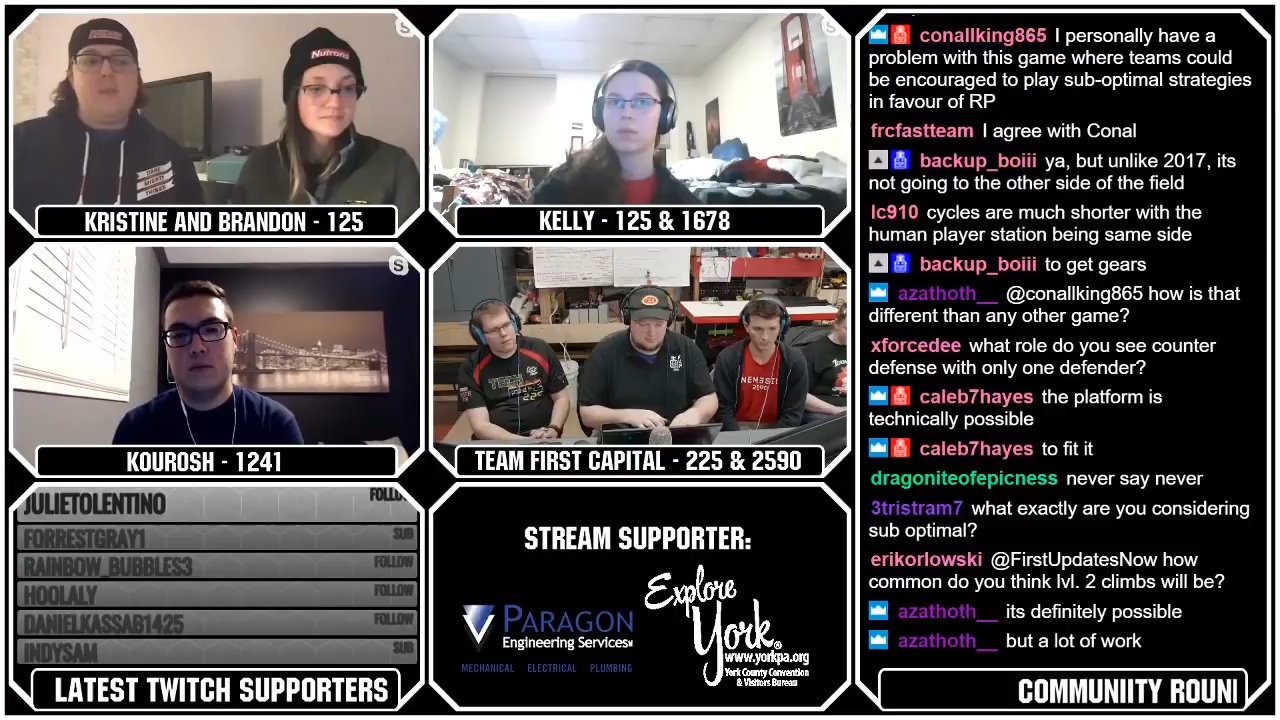 Nutrons
DARE
MIGHTY
THINGS
S
KRISTINE AND BRANDON - 125
S
KELLY - 125 & 1678
S
KOUROSH - 1241
NEMESIS
2590
TEAM FIRST CAPITAL - 225 & 2590
JULIETOLENTINO FOLLOW
FORRESTGRAY1 SUB
RAINBOW_BUBBLES3 FOLLOW
HOOLALY FOLLOW
DANIELKASSAB1425 FOLLOW
INDYSAM SUB
LATEST TWITCH SUPPORTERS
STREAM SUPPORTER:
PARAGON
Engineering Services
MECHANICAL ELECTRICAL PLUMBING
Explore
York®
www.yorkpa.org
York County Convention
& Visitors Bureau
conallking865 I personally have a
problem with this game where teams could
be encouraged to play sub-optimal strategies
in favour of RP
frcfastteam I agree with Conal
backup_boiii ya, but unlike 2017, its
not going to the other side of the field
lc910 cycles are much shorter with the
human player station being same side
backup_boiii to get gears
azathoth__ @conallking865 how is that
different than any other game?
xforcedee what role do you see counter
defense with only one defender?
caleb7hayes the platform is
technically possible
caleb7hayes to fit it
dragoniteofepicness never say never
3tristram7 what exactly are you considering
sub optimal?
erikorlowski @FirstUpdatesNow how
common do you think lvl. 2 climbs will be?
azathoth__ its definitely possible
azathoth__ but a lot of work
COMMUNIITY ROUN